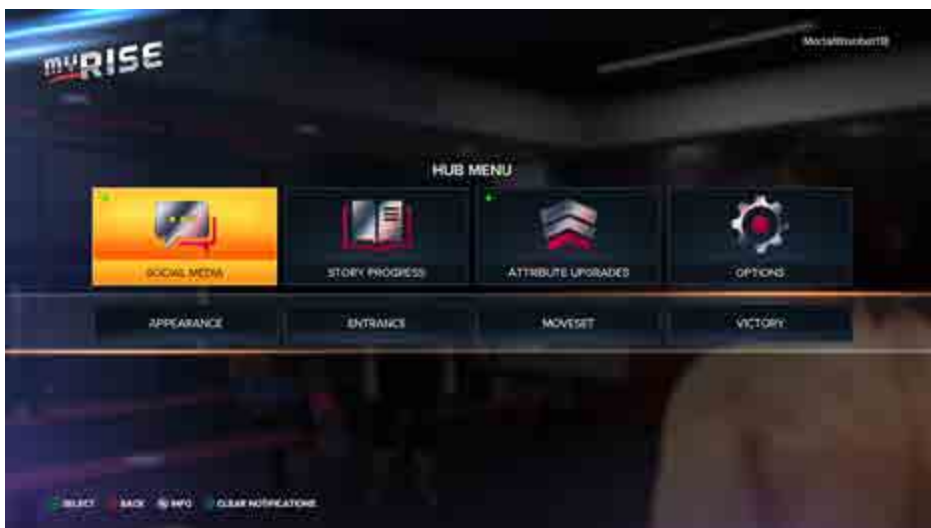 MYRISE
HUB MENU
SOCIAL MEDIA
STORY PROGRESS
ATTRIBUTE UPGRADES
OPTIONS
APPEARANCE
ENTRANCE
MOVESET
VICTORY
SELECT BACK INFO CLEAR NOTIFICATIONS